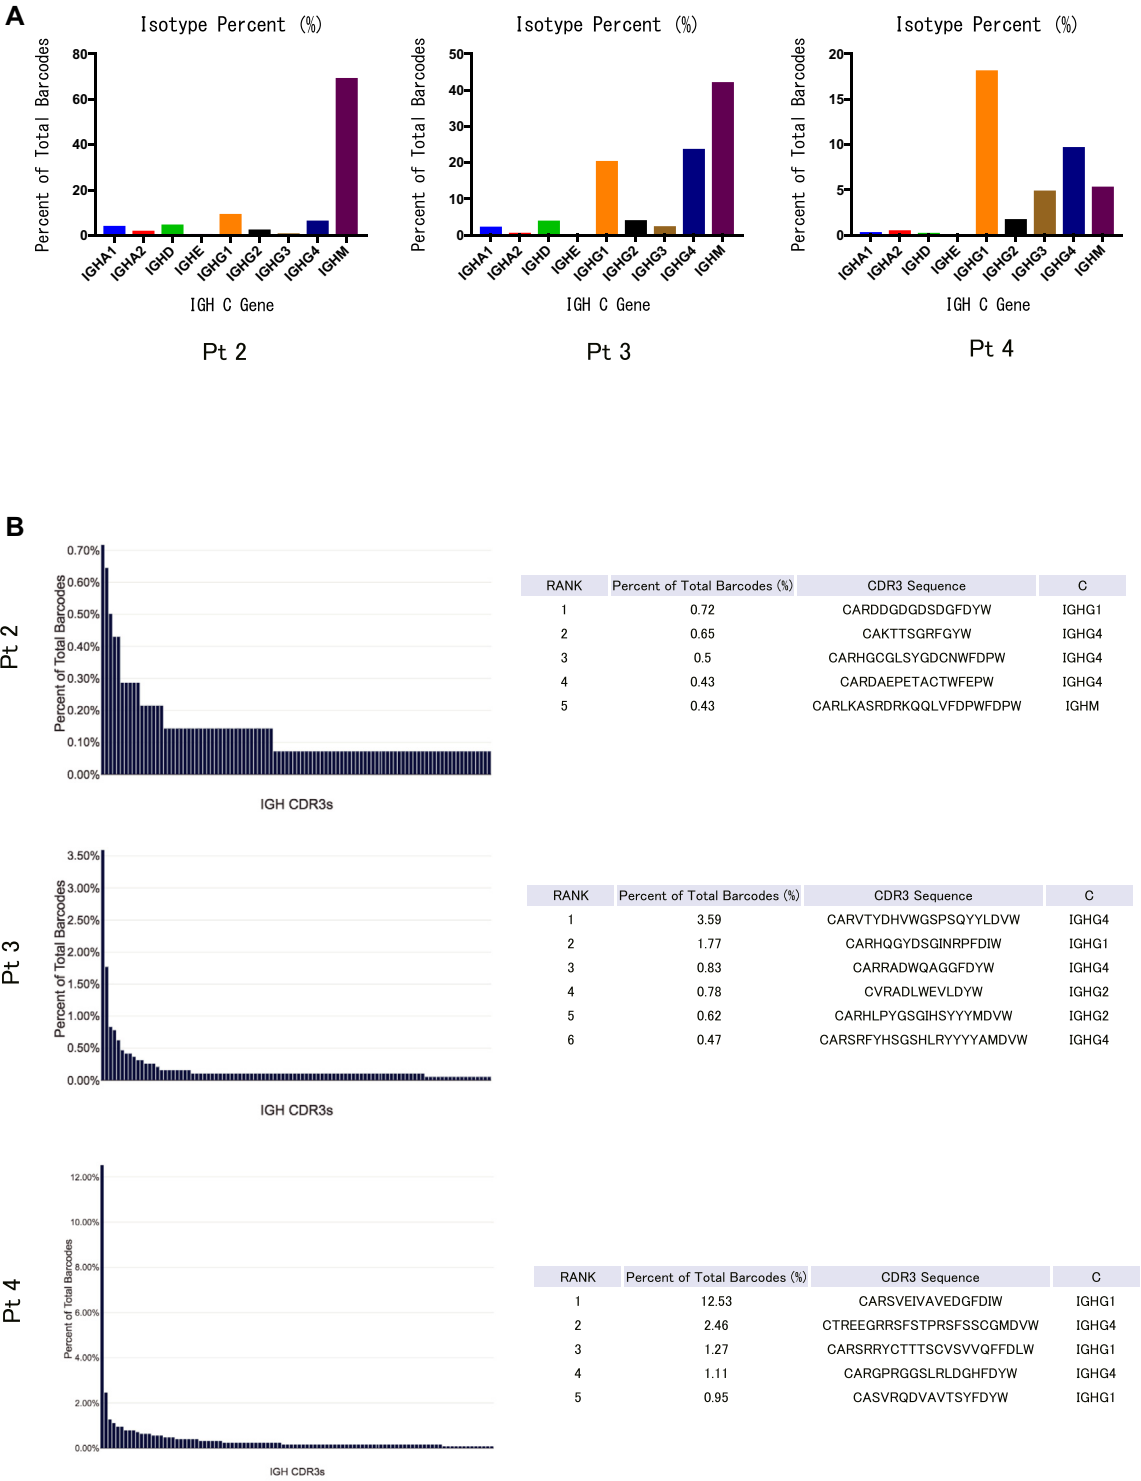 A
Isotype Percent (%)
Percent of Total Barcodes
80
60
40
20
0
IGHA1
IGHA2
IGHD
IGHE
IGHG1
IGHG2
IGHG3
IGHG4
IGHM
IGH C Gene
Pt 2
Isotype Percent (%)
Percent of Total Barcodes
50
40
30
20
10
0
IGHA1
IGHA2
IGHD
IGHE
IGHG1
IGHG2
IGHG3
IGHG4
IGHM
IGH C Gene
Pt 3
Isotype Percent (%)
Percent of Total Barcodes
20
15
10
5
0
IGHA1
IGHA2
IGHD
IGHE
IGHG1
IGHG2
IGHG3
IGHG4
IGHM
IGH C Gene
Pt 4
B
Pt 2
Percent of Total Barcodes
0.70%
0.60%
0.50%
0.40%
0.30%
0.20%
0.10%
0.00%
IGH CDR3s
RANK Percent of Total Barcodes (%) CDR3 Sequence C
1 0.72 CARDDGDGDSDGFDYW IGHG1
2 0.65 CAKTTSGRFGYW IGHG4
3 0.5 CARHGCGLSYGDCNWFDPW IGHG4
4 0.43 CARDAEPETACTWFEPW IGHG4
5 0.43 CARLKASRDRKQQLVFDPWFDPW IGHM
Pt 3
Percent of Total Barcodes
3.50%
3.00%
2.00%
1.50%
1.00%
0.50%
0.00%
IGH CDR3s
RANK Percent of Total Barcodes (%) CDR3 Sequence C
1 3.59 CARVTYDHVWGSPSQYYLDVW IGHG4
2 1.77 CARHQGYDSGINRPFDIW IGHG1
3 0.83 CARRADWQAGGFDYW IGHG4
4 0.78 CVRADLWEVLDYW IGHG2
5 0.62 CARHLPYGSGIHSYYYMDVW IGHG2
6 0.47 CARSRFYHSGSHLRYYYYAMDVW IGHG4
Pt 4
Percent of Total Barcodes
12.00%
10.00%
8.00%
6.00%
4.00%
2.00%
0.00%
IGH CDR3s
RANK Percent of Total Barcodes (%) CDR3 Sequence C
1 12.53 CARSVEIVAVEDGFDIW IGHG1
2 2.46 CTREEGRRSFSTPRSFSSCGMDVW IGHG4
3 1.27 CARSRRYCTTTSCVSVVQFFDLW IGHG1
4 1.11 CARGPRGGSLRLDGHFDYW IGHG4
5 0.95 CASVRQDVAVTSYFDYW IGHG1